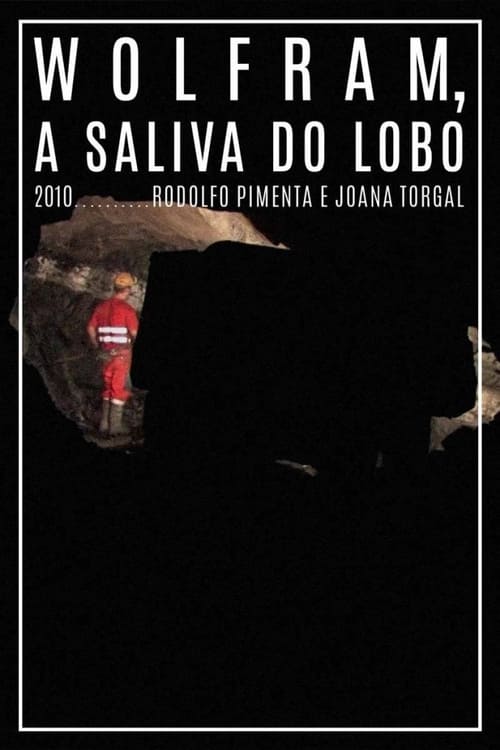 WOLFRAM,
A SALIVA DO LOBO
2010..........RODOLFO PIMENTA E JOANA TORGAL